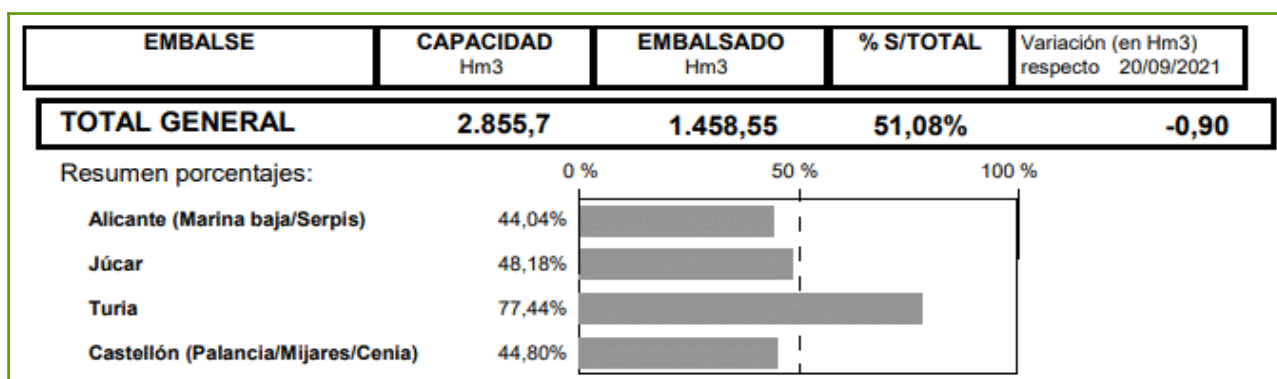 EMBALSE CAPACIDAD EMBALSADO % S/TOTAL Variación (en Hm3)
Hm3 Hm3 respecto 20/09/2021
TOTAL GENERAL 2.855,7 1.458,55 51,08% -0,90
Resumen porcentajes: 0 % 50 % 100 %
Alicante (Marina baja/Serpis) 44,04%
Júcar 48,18%
Turia 77,44%
Castellón (Palancia/Mijares/Cenia) 44,80%